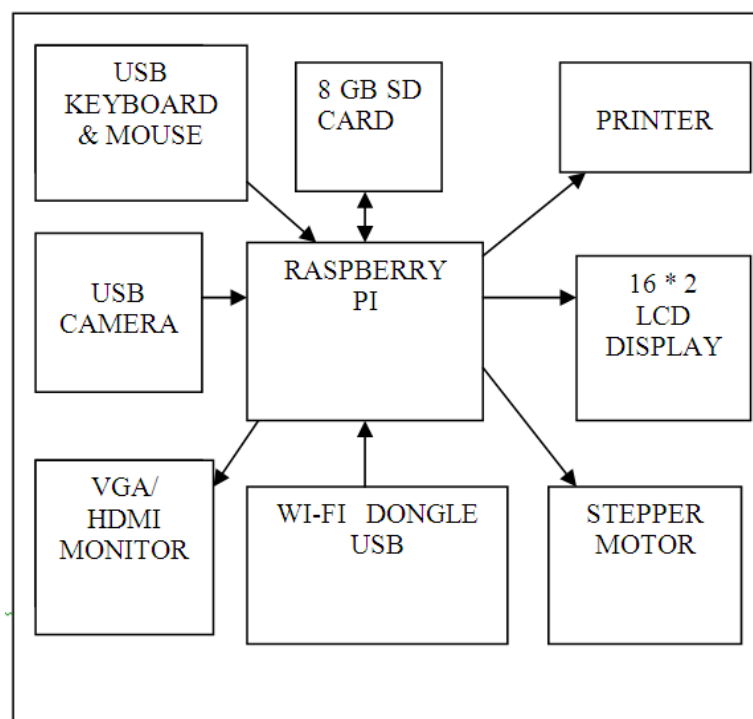 USB
KEYBOARD
& MOUSE
8 GB SD
CARD
PRINTER
USB
CAMERA
RASPBERRY
PI
16 * 2
LCD
DISPLAY
VGA/
HDMI
MONITOR
WI-FI DONGLE
USB
STEPPER
MOTOR